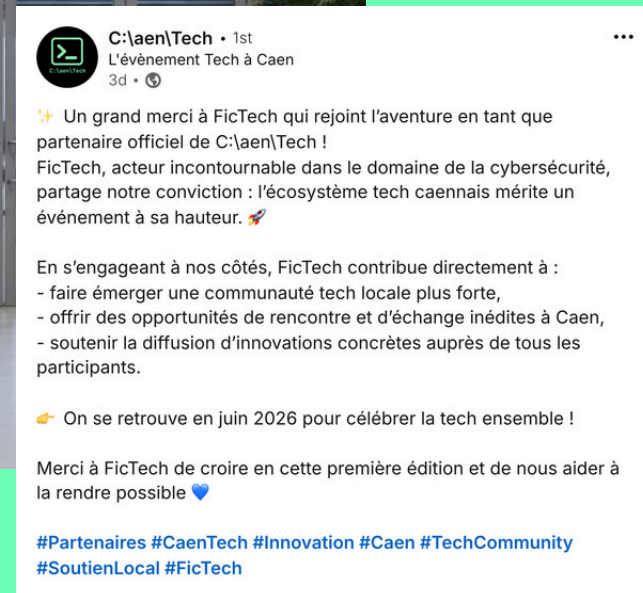 C:\aen\Tech • 1st
L'évènement Tech à Caen
3d •
C:\aen\Tech
✨ Un grand merci à FicTech qui rejoint l’aventure en tant que
partenaire officiel de C:\aen\Tech !
FicTech, acteur incontournable dans le domaine de la cybersécurité,
partage notre conviction : l’écosystème tech caennais mérite un
événement à sa hauteur. 🚀
En s’engageant à nos côtés, FicTech contribue directement à :
- faire émerger une communauté tech locale plus forte,
- offrir des opportunités de rencontre et d’échange inédites à Caen,
- soutenir la diffusion d’innovations concrètes auprès de tous les
participants.
👉 On se retrouve en juin 2026 pour célébrer la tech ensemble !
Merci à FicTech de croire en cette première édition et de nous aider à
la rendre possible 💙
#Partenaires #CaenTech #Innovation #Caen #TechCommunity
#SoutienLocal #FicTech